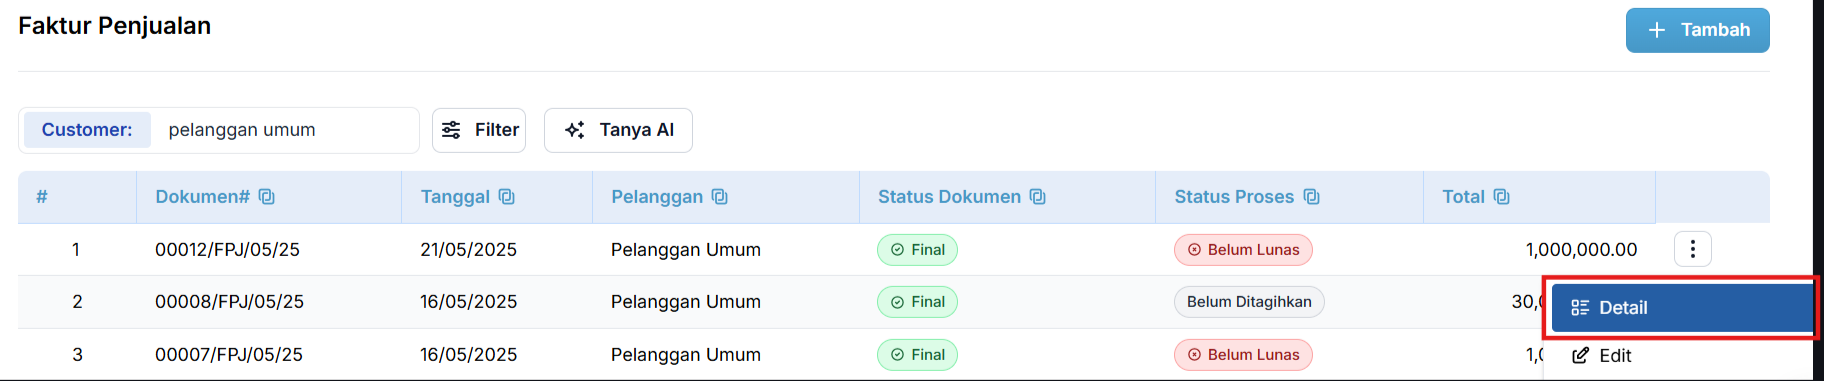 Faktur Penjualan
+ Tambah
Customer: pelanggan umum Filter Tanya AI
# Dokumen# Tanggal Pelanggan Status Dokumen Status Proses Total
1 00012/FPJ/05/25 21/05/2025 Pelanggan Umum Final Belum Lunas 1,000,000.00
2 00008/FPJ/05/25 16/05/2025 Pelanggan Umum Final Belum Ditagihkan 30,
Detail
3 00007/FPJ/05/25 16/05/2025 Pelanggan Umum Final Belum Lunas 1,
Edit